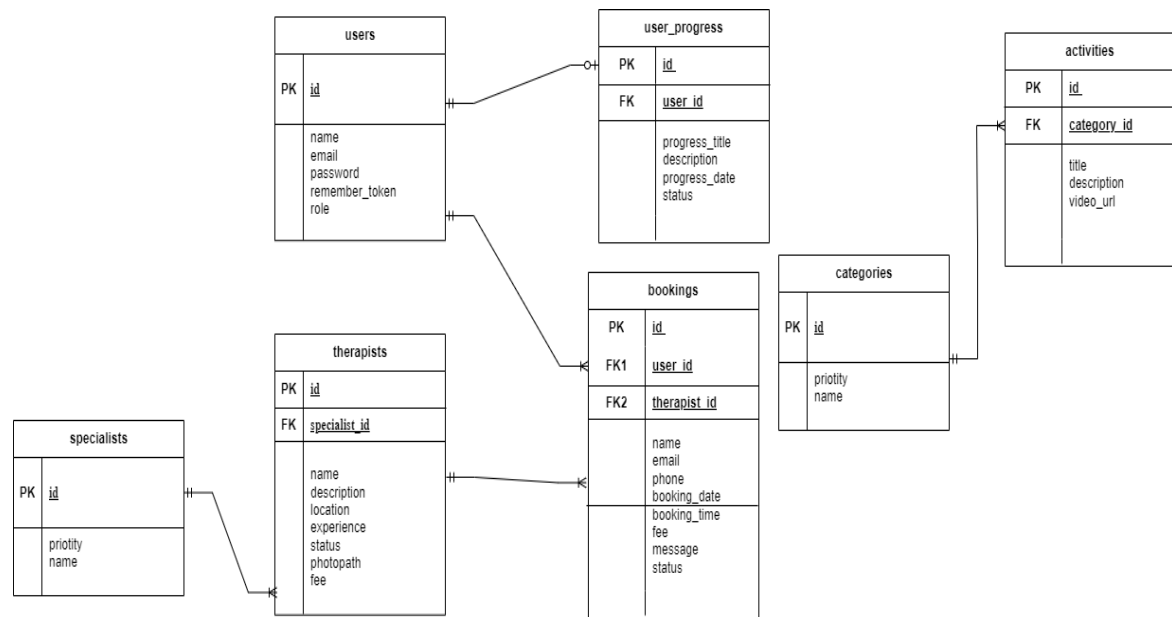 users
PK id
name
email
password
remember_token
role
user_progress
PK id
FK user_id
progress_title
description
progress_date
status
activities
PK id
FK category_id
title
description
video_url
categories
PK id
priotity
name
bookings
PK id
FK1 user_id
FK2 therapist_id
name
email
phone
booking_date
booking_time
fee
message
status
therapists
PK id
FK specialist_id
name
description
location
experience
status
photopath
fee
specialists
PK id
priotity
name